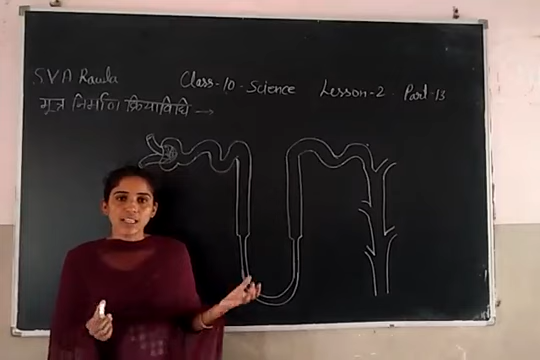 SVA Raula Class-10-Science Lesson-2 Part-13
मूत्र निर्माण क्रियाविधि →